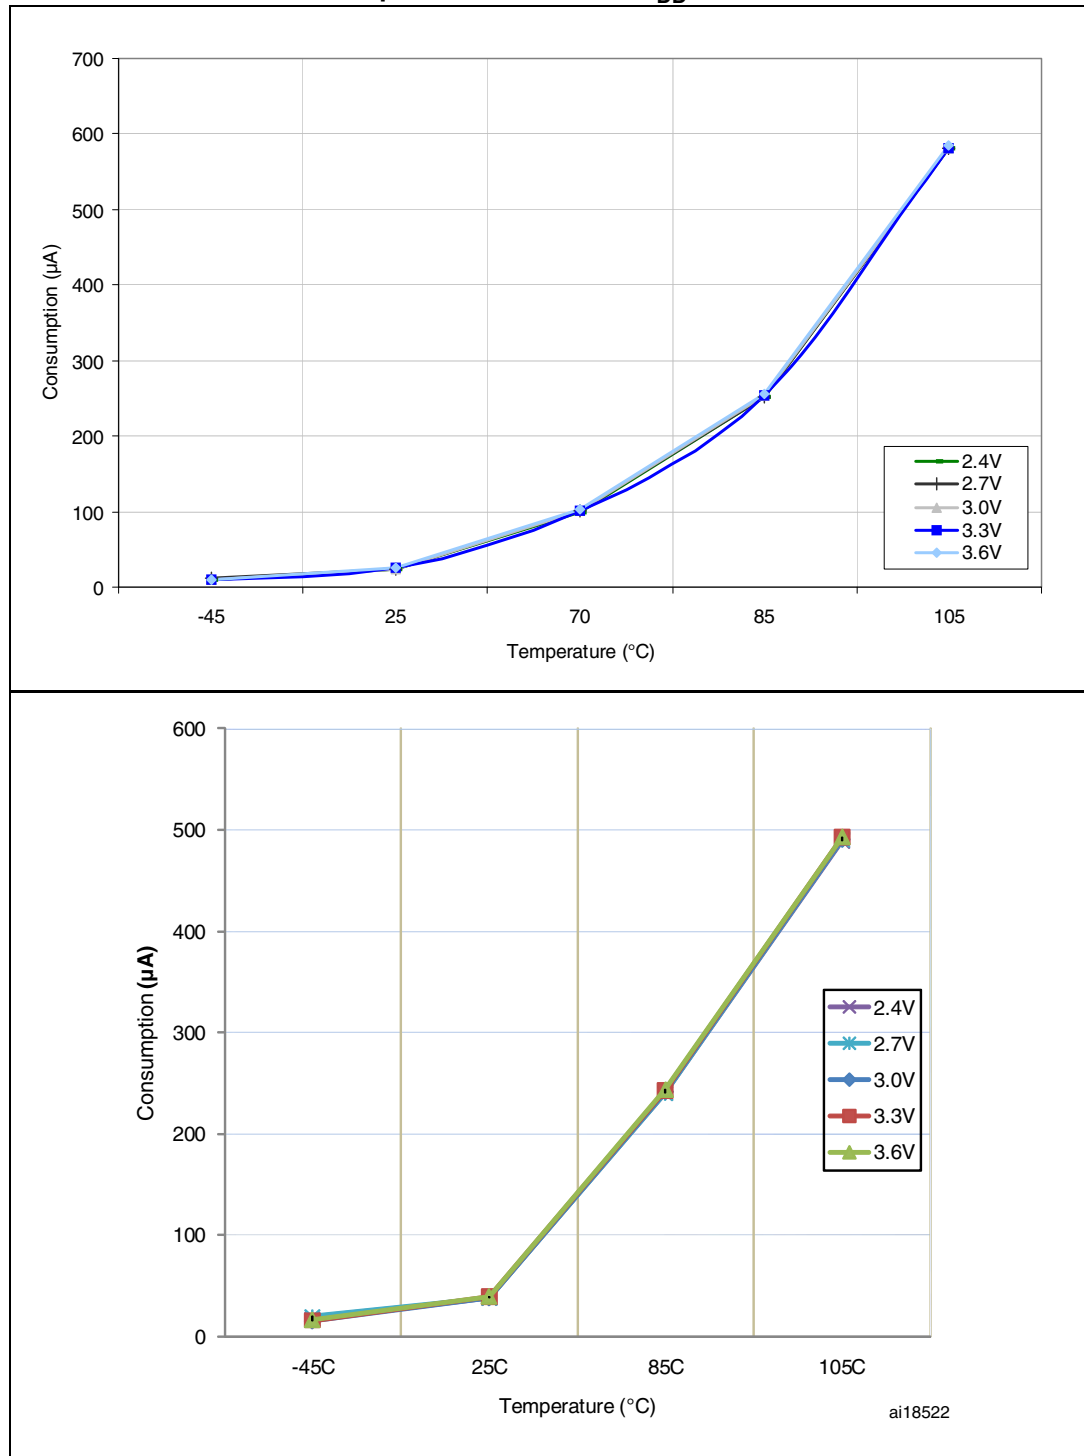 700
600
500
400
300
200
100
0
Consumption (µA)
-45 25 70 85 105
Temperature (°C)
2.4V
2.7V
3.0V
3.3V
3.6V
600
500
400
300
200
100
0
Consumption (µA)
-45C 25C 85C 105C
Temperature (°C)
2.4V
2.7V
3.0V
3.3V
3.6V
ai18522